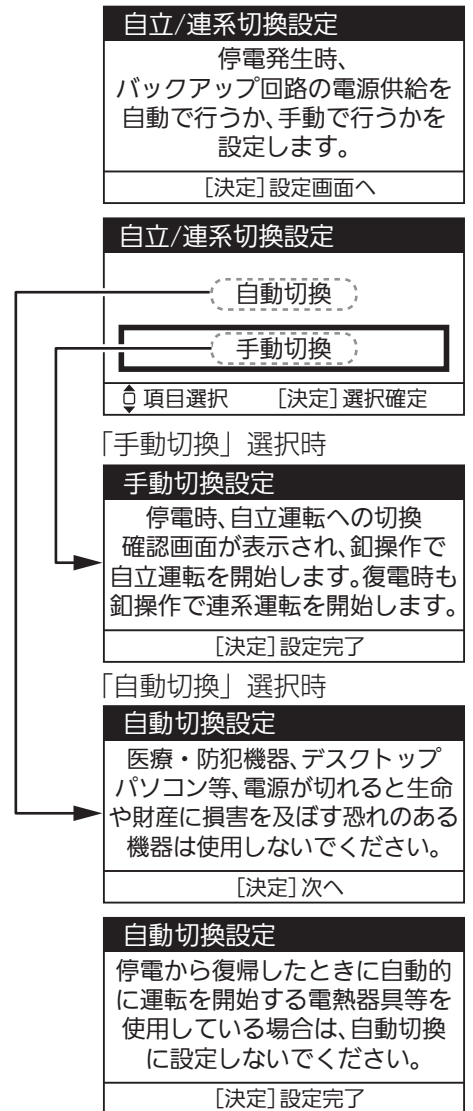 自立/連系切換設定
停電発生時、
バックアップ回路の電源供給を
自動で行うか、手動で行うかを
設定します。
[決定]設定画面へ
自立/連系切換設定
自動切換
手動切換
項目選択 [決定]選択確定
「手動切換」選択時
手動切換設定
停電時、自立運転への切換
確認画面が表示され、釦操作で
自立運転を開始します。復電時も
釦操作で連系運転を開始します。
[決定]設定完了
「自動切換」選択時
自動切換設定
医療・防犯機器、デスクトップ
パソコン等、電源が切れると生命
や財産に損害を及ぼす恐れのある
機器は使用しないでください。
[決定]次へ
自動切換設定
停電から復帰したときに自動的
に運転を開始する電熱器具等を
使用している場合は、自動切換
に設定しないでください。
[決定]設定完了